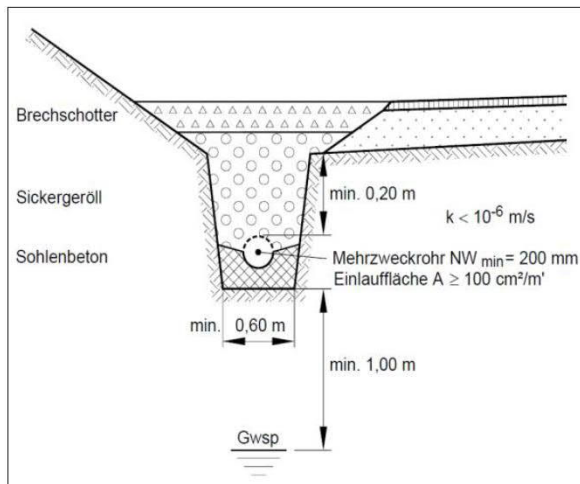 Brechschotter
Sickergeröll
Sohlenbeton
min. 0,20 m
k < 10⁻⁶ m/s
Mehrzweckrohr NW min = 200 mm
Einlauffläche A ≥ 100 cm²/m'
min. 0,60 m
min. 1,00 m
Gwsp